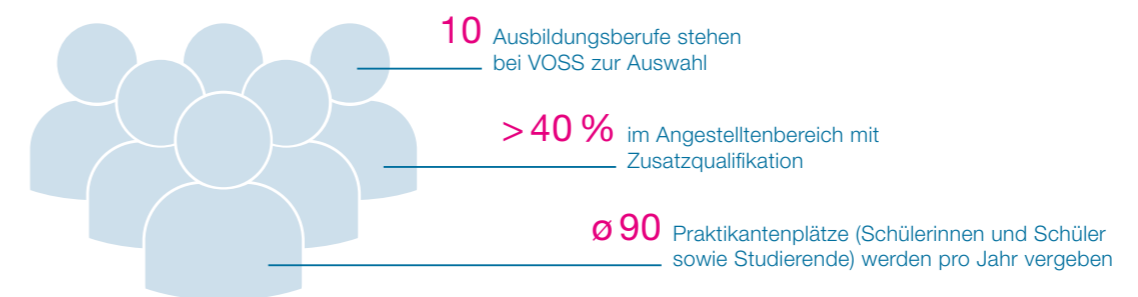 10 Ausbildungsberufe stehen
bei VOSS zur Auswahl
> 40 % im Angestelltenbereich mit
Zusatzqualifikation
ø 90 Praktikantenplätze (Schülerinnen und Schüler
sowie Studierende) werden pro Jahr vergeben